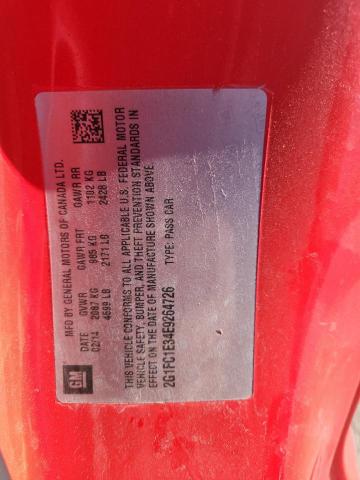 MFD BY GENERAL MOTORS OF CANADA LTD.
DATE GVWR GAWR FRT GAWR RR
02/14 2087 KG 985 KG 1102 KG
4599 LB 2171 LB 2428 LB
THIS VEHICLE CONFORMS TO ALL APPLICABLE U.S. FEDERAL MOTOR
VEHICLE SAFETY, BUMPER, AND THEFT PREVENTION STANDARDS IN
EFFECT ON THE DATE OF MANUFACTURE SHOWN ABOVE.
2G1FC1E34E9264726 TYPE: PASS CAR
GM